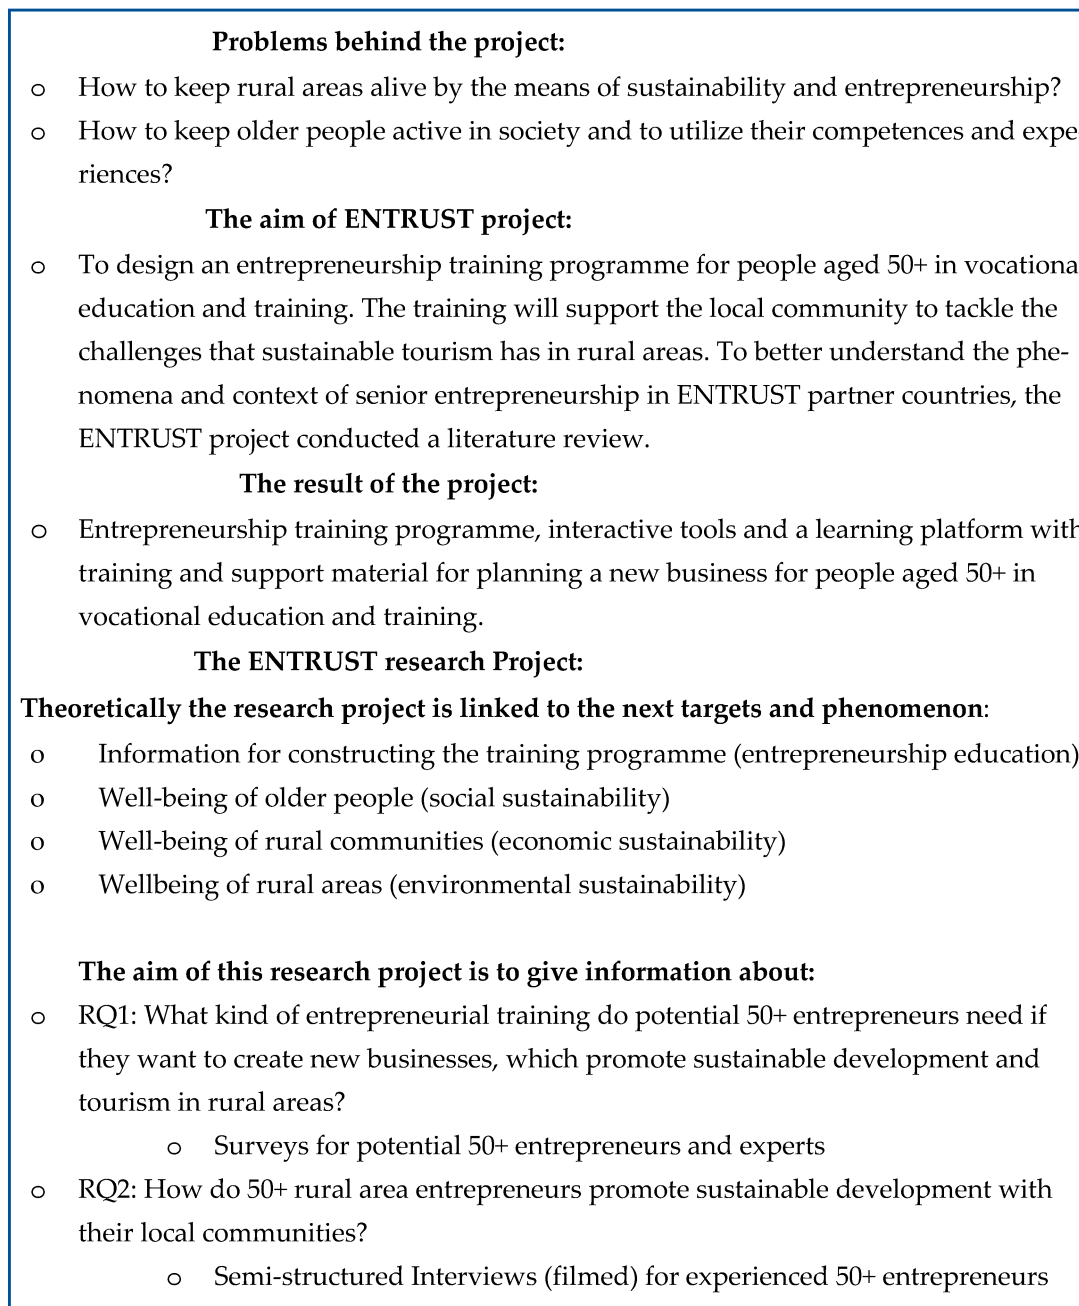 Problems behind the project:
o How to keep rural areas alive by the means of sustainability and entrepreneurship?
o How to keep older people active in society and to utilize their competences and expe
riences?
The aim of ENTRUST project:
o To design an entrepreneurship training programme for people aged 50+ in vocationa
education and training. The training will support the local community to tackle the
challenges that sustainable tourism has in rural areas. To better understand the phe-
nomena and context of senior entrepreneurship in ENTRUST partner countries, the
ENTRUST project conducted a literature review.
The result of the project:
o Entrepreneurship training programme, interactive tools and a learning platform with
training and support material for planning a new business for people aged 50+ in
vocational education and training.
The ENTRUST research Project:
Theoretically the research project is linked to the next targets and phenomenon:
o Information for constructing the training programme (entrepreneurship education)
o Well-being of older people (social sustainability)
o Well-being of rural communities (economic sustainability)
o Wellbeing of rural areas (environmental sustainability)
The aim of this research project is to give information about:
o RQ1: What kind of entrepreneurial training do potential 50+ entrepreneurs need if
they want to create new businesses, which promote sustainable development and
tourism in rural areas?
o Surveys for potential 50+ entrepreneurs and experts
o RQ2: How do 50+ rural area entrepreneurs promote sustainable development with
their local communities?
o Semi-structured Interviews (filmed) for experienced 50+ entrepreneurs